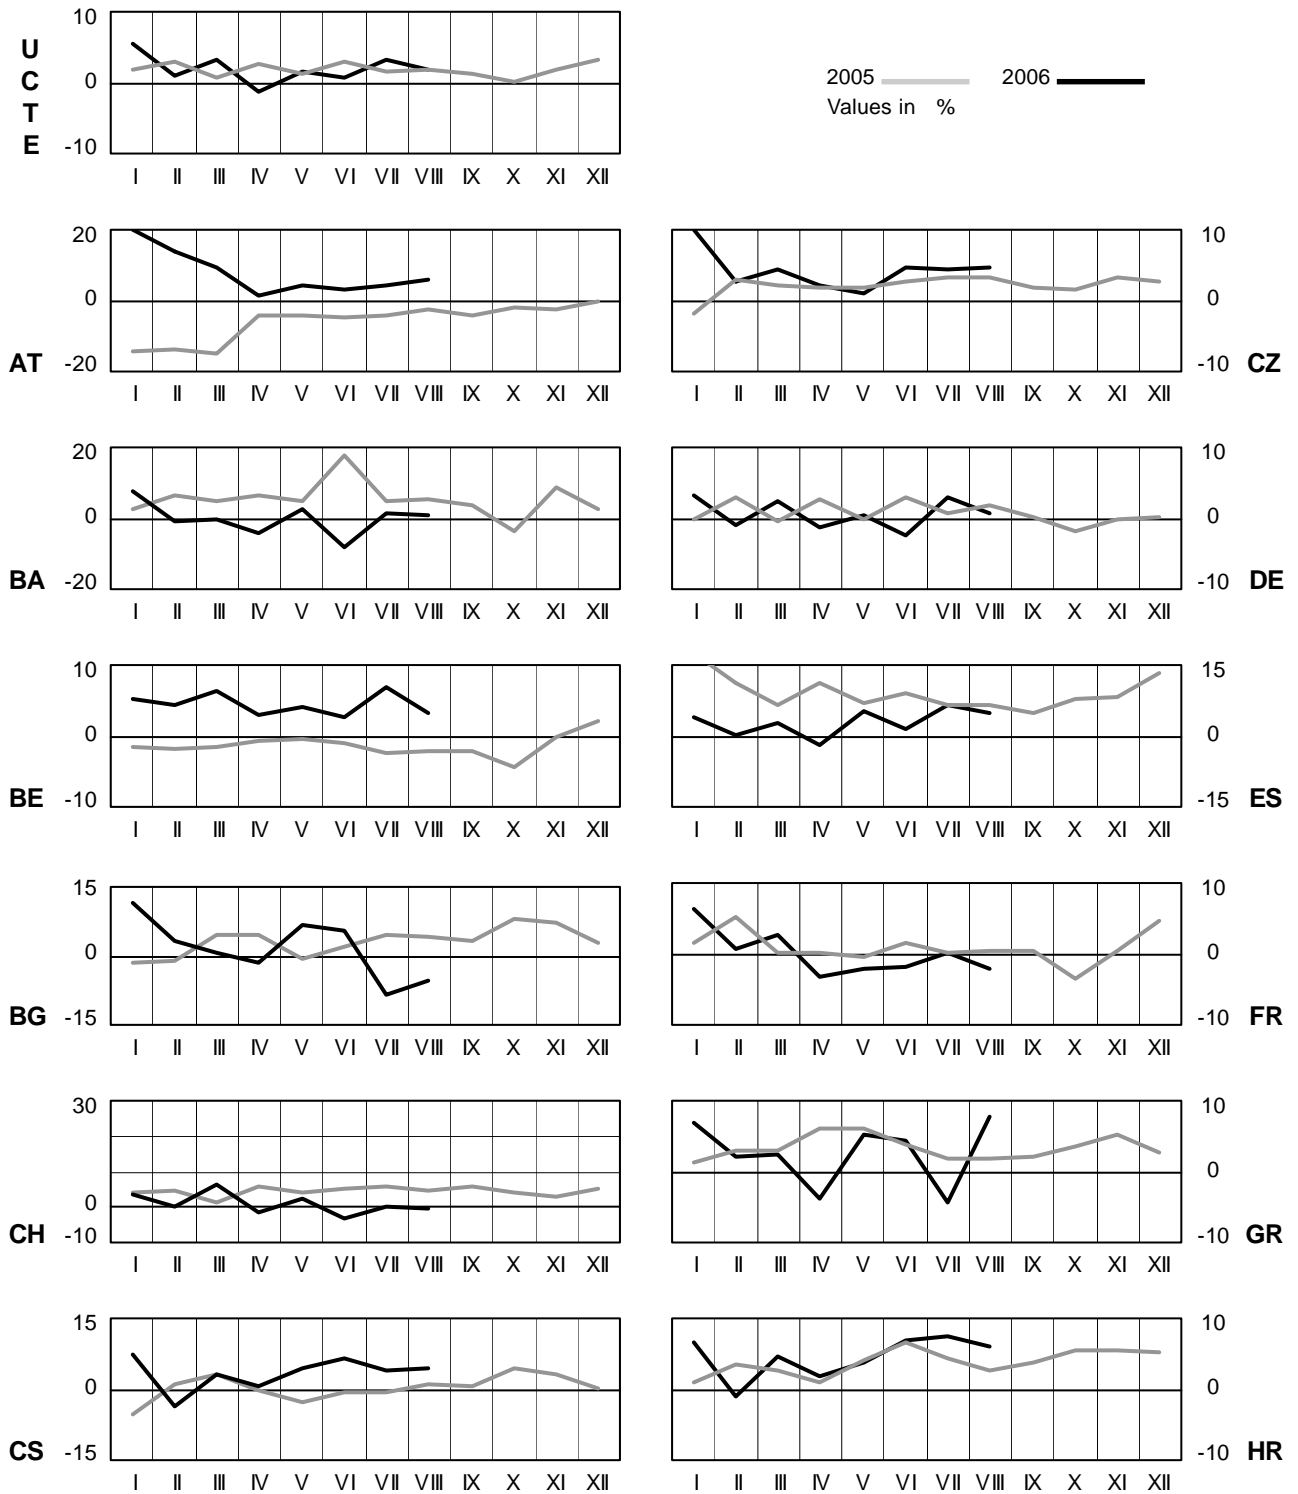 U
C
T
E
10
0
-10
I II III IV V VI VII VIII IX X XI XII
2005 2006
Values in %
AT
20
0
-20
I II III IV V VI VII VIII IX X XI XII
10
0
-10
CZ
I II III IV V VI VII VIII IX X XI XII
BA
20
0
-20
I II III IV V VI VII VIII IX X XI XII
10
0
-10
DE
I II III IV V VI VII VIII IX X XI XII
BE
10
0
-10
I II III IV V VI VII VIII IX X XI XII
15
0
-15
ES
I II III IV V VI VII VIII IX X XI XII
BG
15
0
-15
I II III IV V VI VII VIII IX X XI XII
10
0
-10
FR
I II III IV V VI VII VIII IX X XI XII
CH
30
0
-10
I II III IV V VI VII VIII IX X XI XII
10
0
-10
GR
I II III IV V VI VII VIII IX X XI XII
CS
15
0
-15
I II III IV V VI VII VIII IX X XI XII
10
0
-10
HR
I II III IV V VI VII VIII IX X XI XII